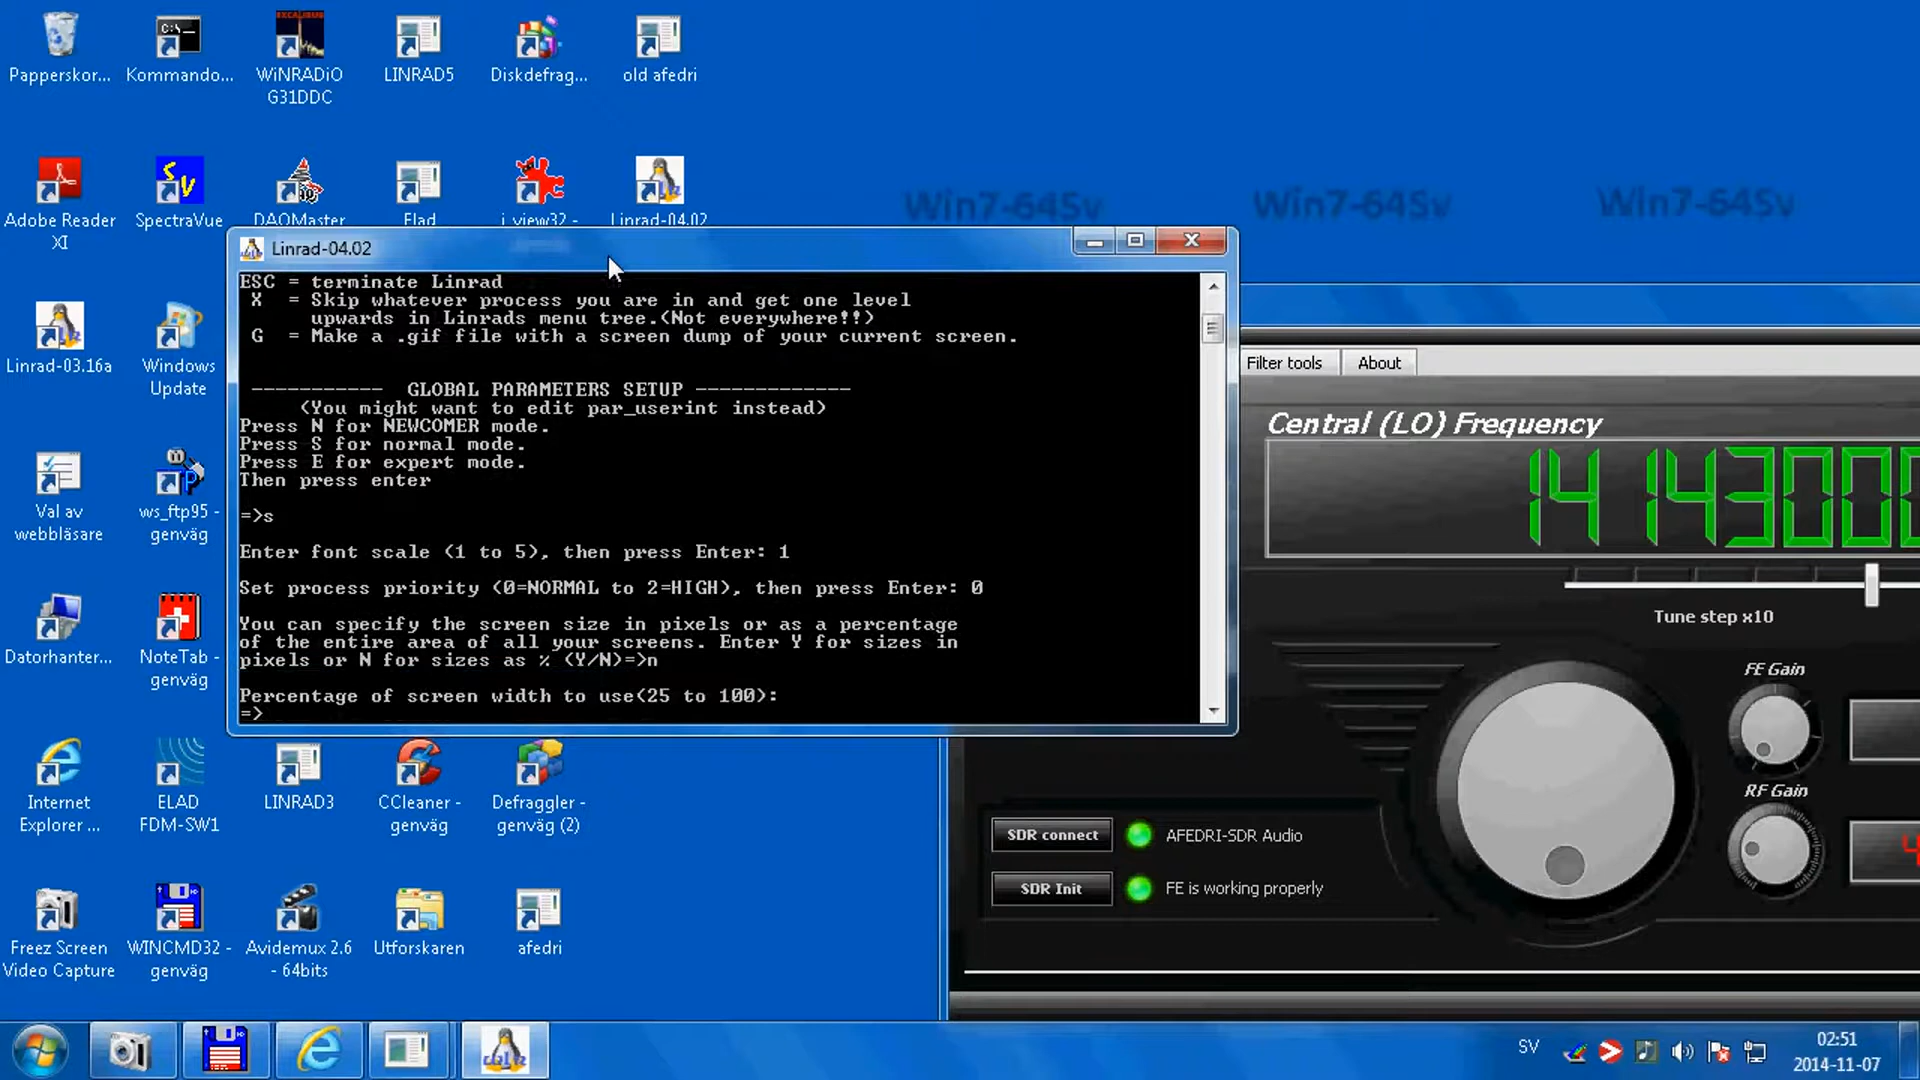 Papperskor...
Kommando...
WiNRADiO
G31DDC
LINRAD5
Diskdefrag...
old afedri
Adobe Reader
XI
SpectraVue
DAQMaster
Elad
i_view32 -
Linrad-04.02
Win7-64Sv
Win7-64Sv
Win7-64Sv
Linrad-03.16a
Windows
Update
Val av
webbläsare
ws_ftp95 -
genväg
Datorhanter...
NoteTab -
genväg
Linrad-04.02
ESC = terminate Linrad
X = Skip whatever process you are in and get one level
upwards in Linrads menu tree.(Not everywhere!!)
G = Make a .gif file with a screen dump of your current screen.
----------- GLOBAL PARAMETERS SETUP -------------
(You might want to edit par_userint instead)
Press N for NEWCOMER mode.
Press S for normal mode.
Press E for expert mode.
Then press enter
=>s
Enter font scale (1 to 5), then press Enter: 1
Set process priority (0=NORMAL to 2=HIGH), then press Enter: 0
You can specify the screen size in pixels or as a percentage
of the entire area of all your screens. Enter Y for sizes in
pixels or N for sizes as % (Y/N)=>n
Percentage of screen width to use(25 to 100):
=>
Filter tools
About
Central (LO) Frequency
14 143000
Tune step x10
FE Gain
RF Gain
SDR connect
AFEDRI-SDR Audio
SDR Init
FE is working properly
Internet
Explorer ...
ELAD
FDM-SW1
LINRAD3
CCleaner -
genväg
Defraggler -
genväg (2)
Freez Screen
Video Capture
WINCMD32 -
genväg
Avidemux 2.6
- 64bits
Utforskaren
afedri
SV
02:51
2014-11-07